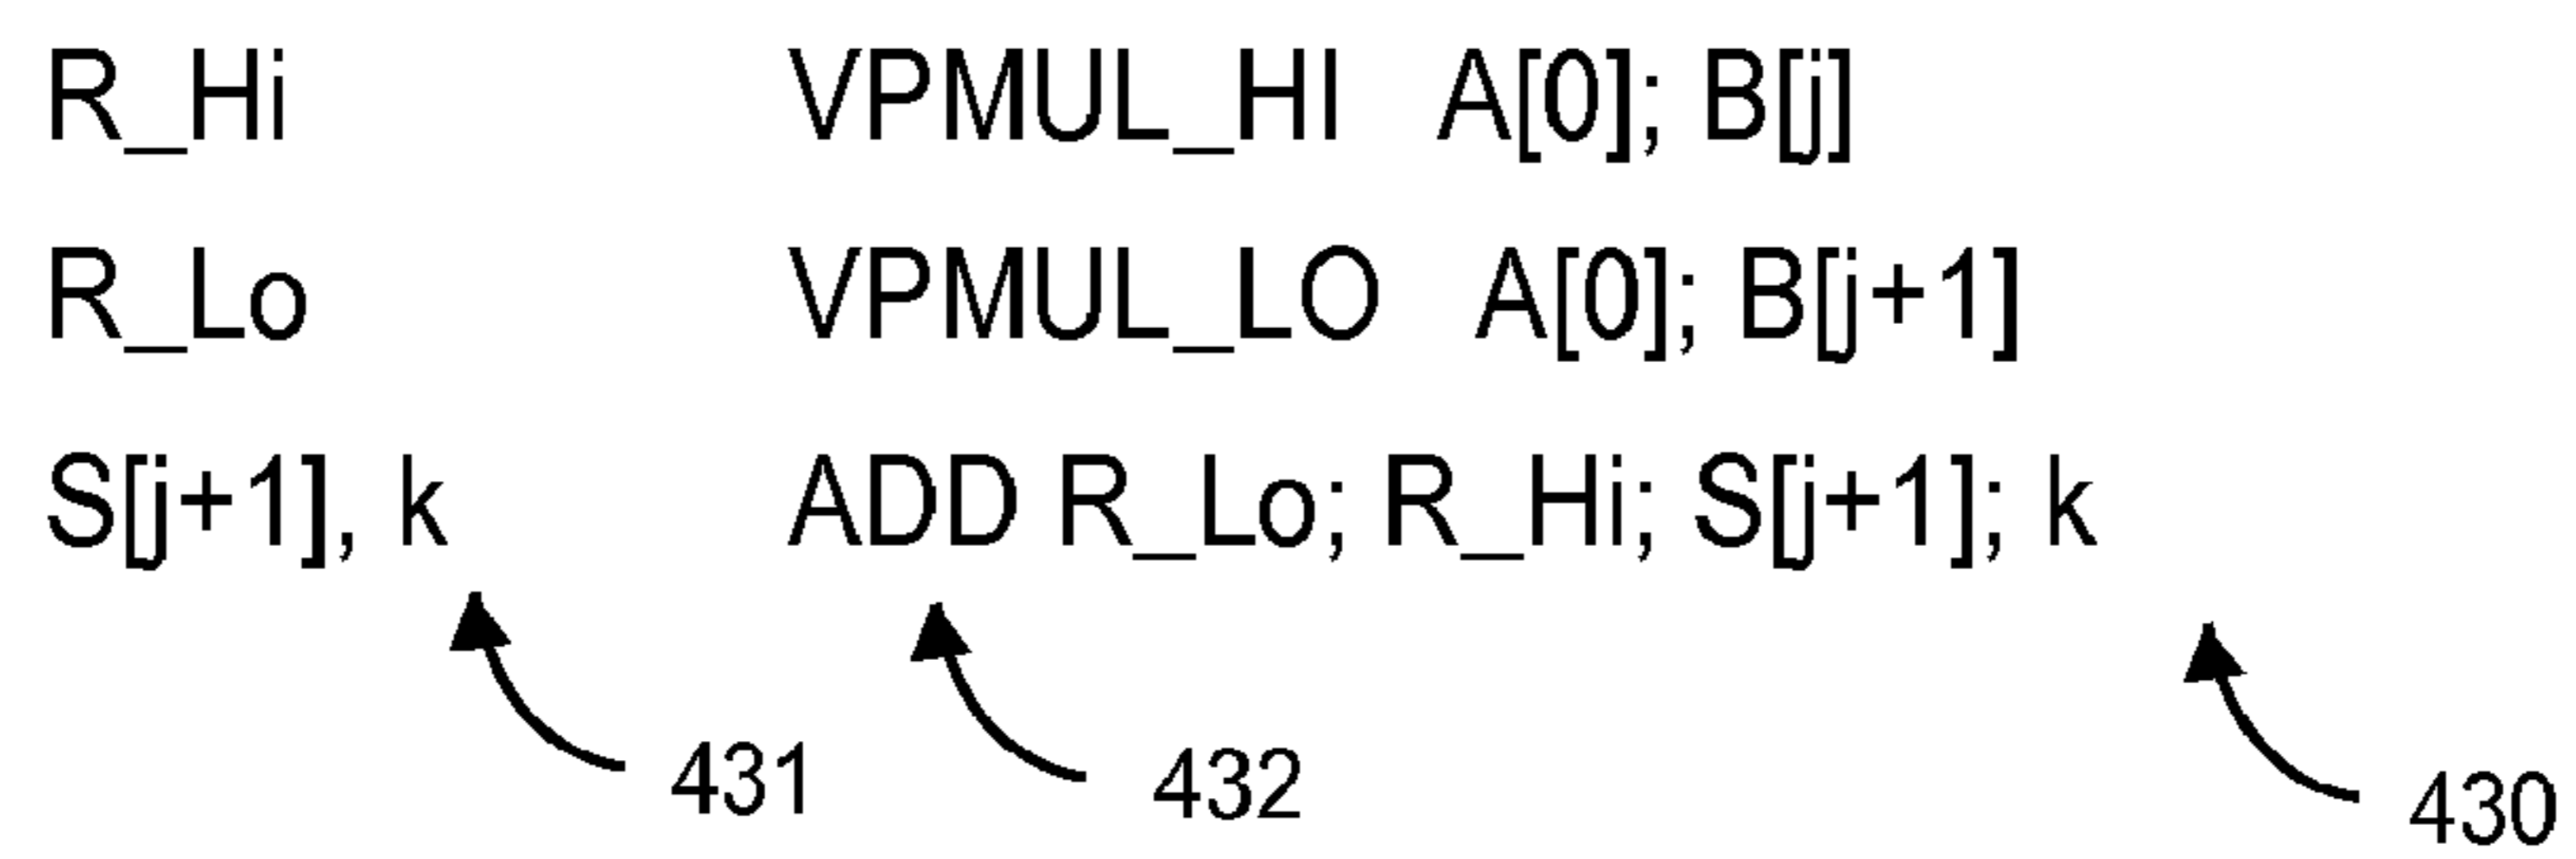 R_Hi VPMUL_HI A[0]; B[j]
R_Lo VPMUL_LO A[0]; B[j+1]
S[j+1], k ADD R_Lo; R_Hi; S[j+1]; k
431 432 430